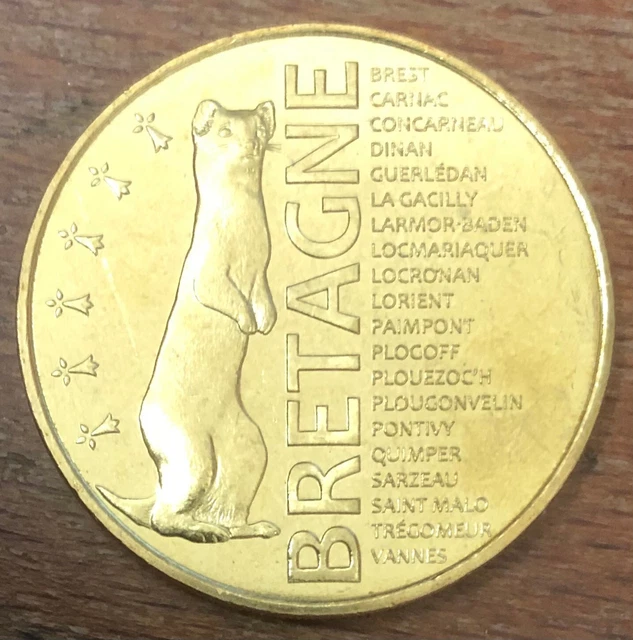 BRETAGNE
BREST
CARNAC
CONCARNEAU
DINAN
GUERLÉDAN
LA GACILLY
LARMOR-BADEN
LOCMARIAQUER
LOCRONAN
LORIENT
PAIMPONT
PLOGOFF
PLOUEZOC'H
PLOUGONVELIN
PONTIVY
QUIMPER
SARZEAU
SAINT MALO
TRÉGOMEUR
VANNES